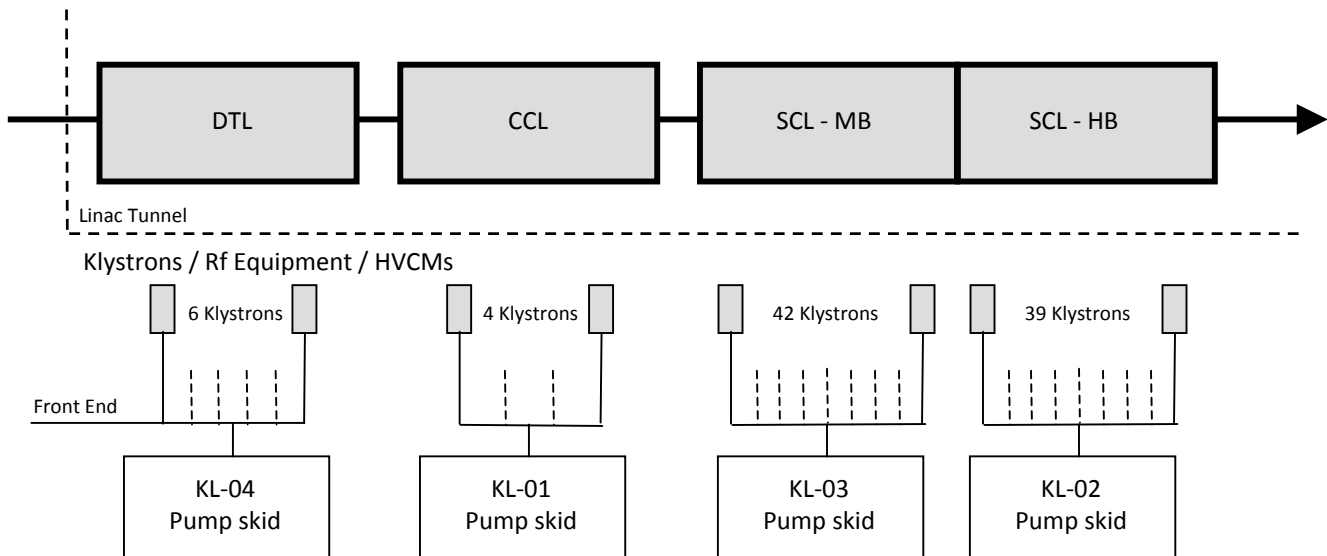 DTL
CCL
SCL - MB
SCL - HB
Linac Tunnel
Klystrons / Rf Equipment / HVCMs
6 Klystrons
4 Klystrons
42 Klystrons
39 Klystrons
Front End
KL-04
Pump skid
KL-01
Pump skid
KL-03
Pump skid
KL-02
Pump skid